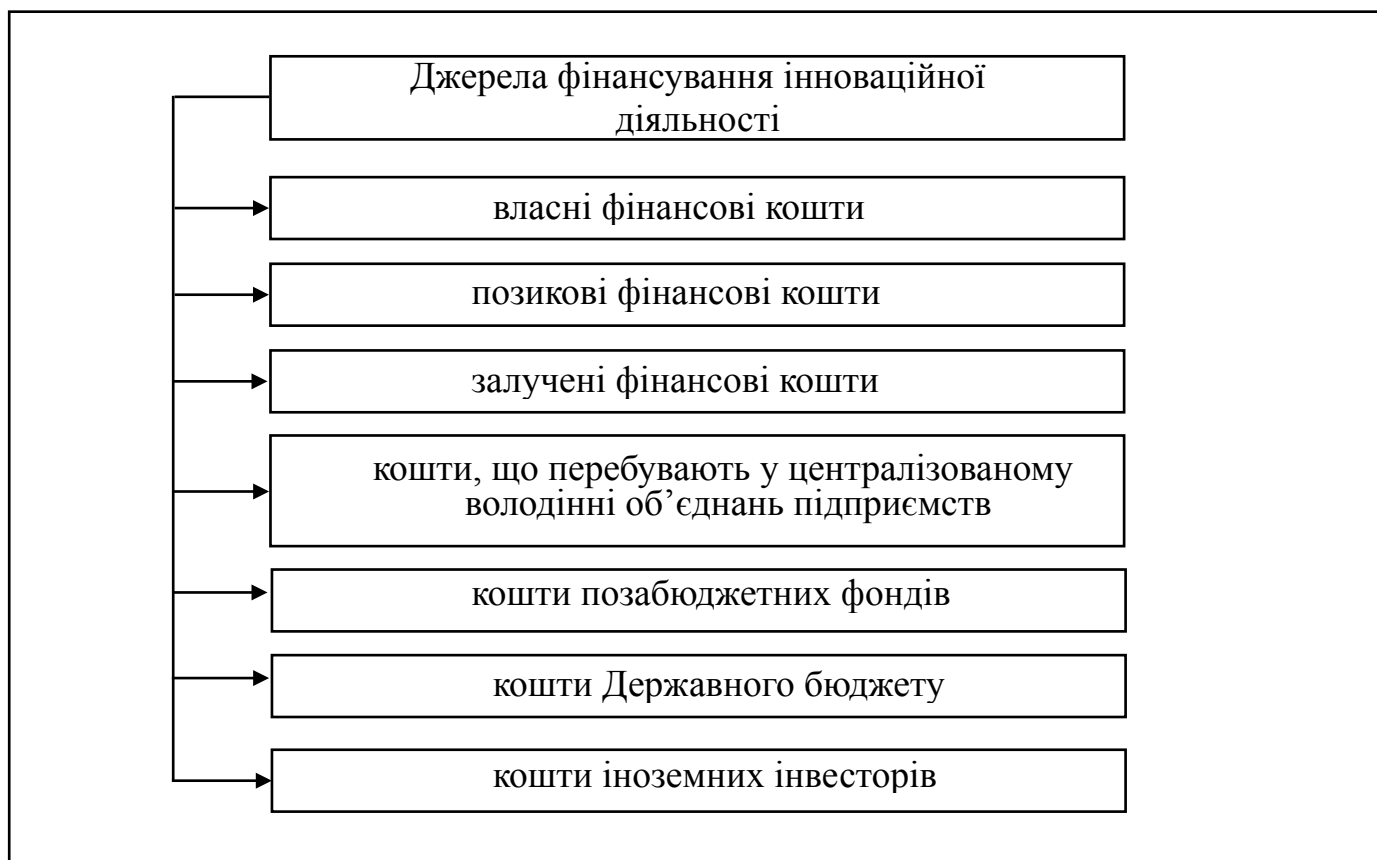 Джерела фінансування інноваційної
діяльності
власні фінансові кошти
позикові фінансові кошти
залучені фінансові кошти
кошти, що перебувають у централізованому
володінні об’єднань підприємств
кошти позабюджетних фондів
кошти Державного бюджету
кошти іноземних інвесторів